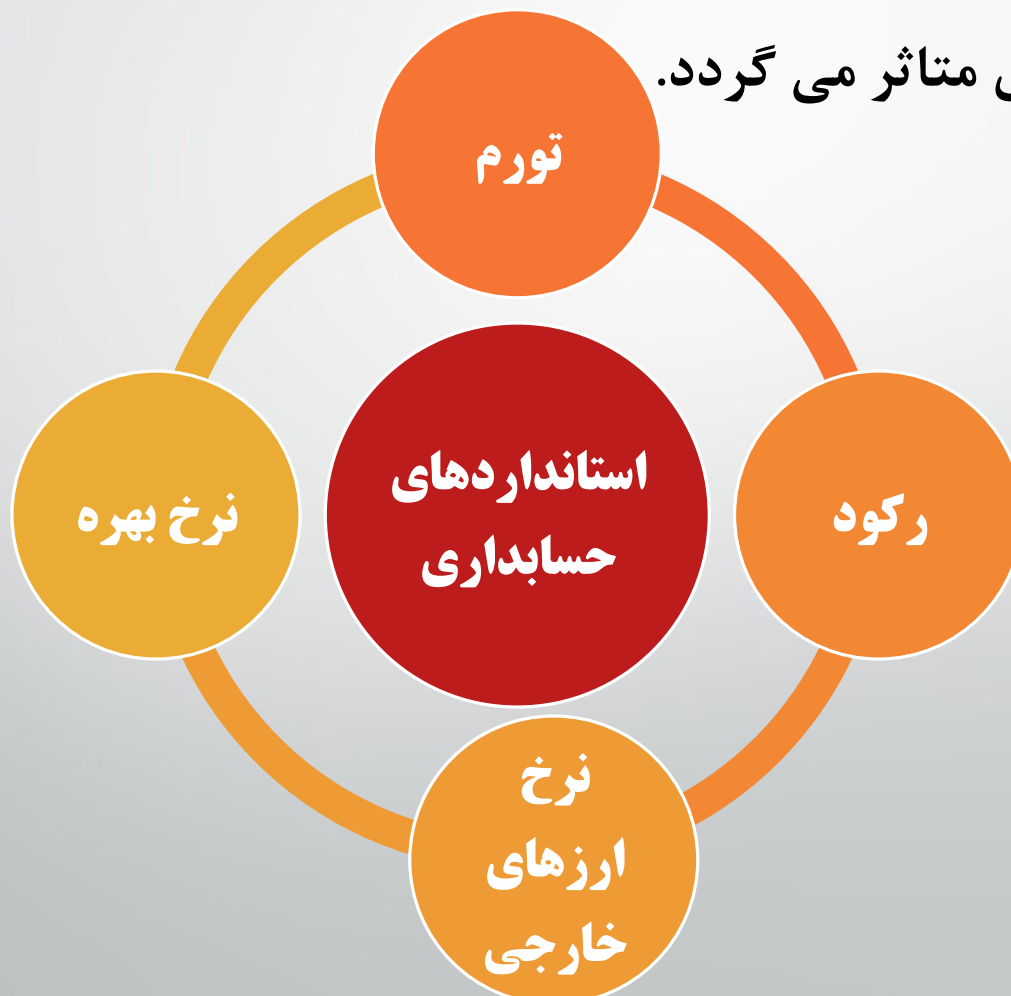 متاثر می گردد.
تورم
استانداردهای
حسابداری
نرخ بهره
رکود
نرخ
ارزهای
خارجی